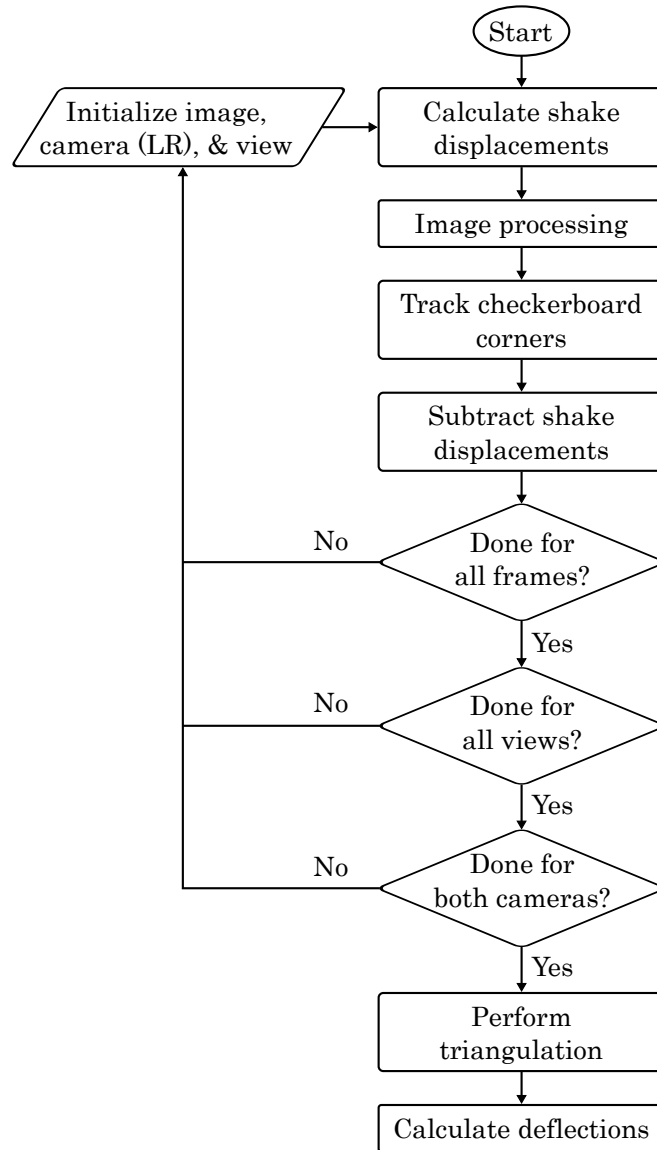 Start
Initialize image,
camera (LR), & view
Calculate shake
displacements
Image processing
Track checkerboard
corners
Subtract shake
displacements
No
Done for
all frames?
Yes
No
Done for
all views?
Yes
No
Done for
both cameras?
Yes
Perform
triangulation
Calculate deflections